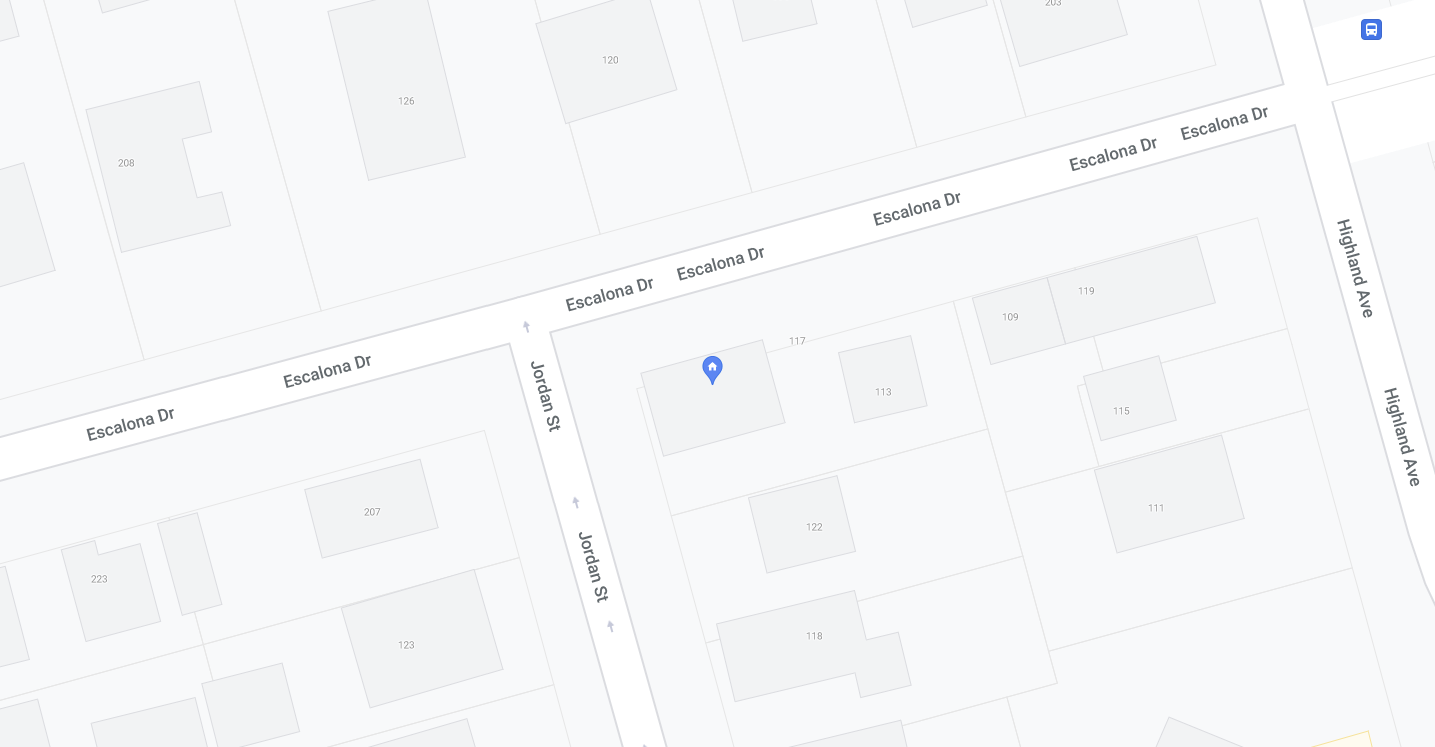 203
120
126
Escalona Dr
Escalona Dr
208
Escalona Dr
Escalona Dr
Escalona Dr
119
109
117
Highland Ave
Escalona Dr
Jordan St
113
115
Escalona Dr
Highland Ave
207
122
111
223
Jordan St
118
123